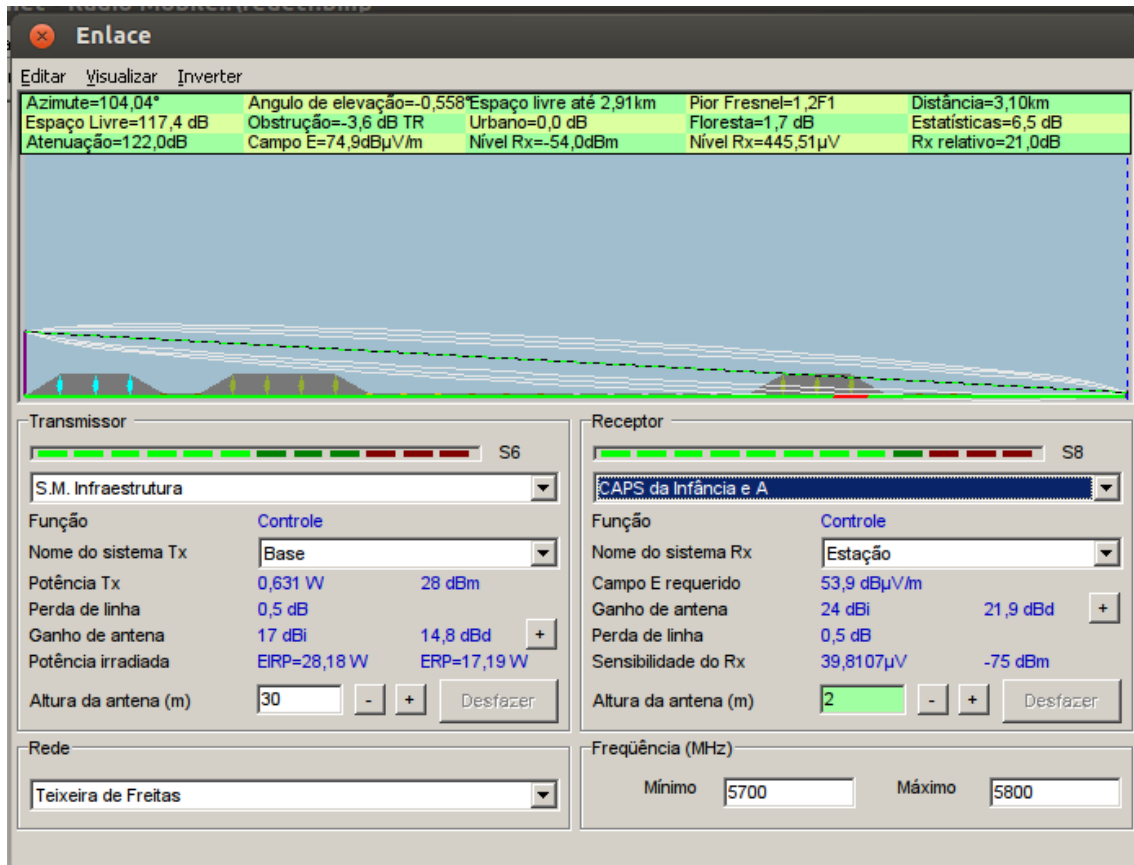 Enlace
Editar Visualizar Inverter
Azimute=104,04° Angulo de elevação=-0,558° Espaço livre até 2,91km Pior Fresnel=1,2F1 Distância=3,10km
Espaço Livre=117,4 dB Obstrução=-3,6 dB TR Urbano=0,0 dB Floresta=1,7 dB Estatísticas=6,5 dB
Atenuação=122,0dB Campo E=74,9dBµV/m Nível Rx=-54,0dBm Nível Rx=445,51µV Rx relativo=21,0dB
Transmissor
S6
S.M. Infraestrutura
Função Controle
Nome do sistema Tx Base
Potência Tx 0,631 W 28 dBm
Perda de linha 0,5 dB
Ganho de antena 17 dBi 14,8 dBd +
Potência irradiada EIRP=28,18 W ERP=17,19 W
Altura da antena (m) 30 - + Desfazer
Rede
Teixeira de Freitas
Receptor
S8
CAPS da Infância e A
Função Controle
Nome do sistema Rx Estação
Campo E requerido 53,9 dBµV/m
Ganho de antena 24 dBi 21,9 dBd +
Perda de linha 0,5 dB
Sensibilidade do Rx 39,8107µV -75 dBm
Altura da antena (m) 2 - + Desfazer
Freqüência (MHz)
Mínimo 5700 Máximo 5800